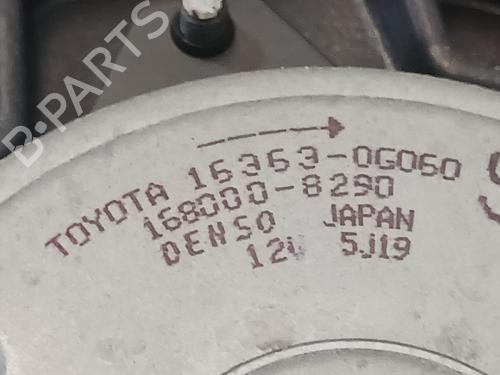 B-PARTS
TOYOTA 16363-0G060
168000-8290
DENSO JAPAN
12V 5J19